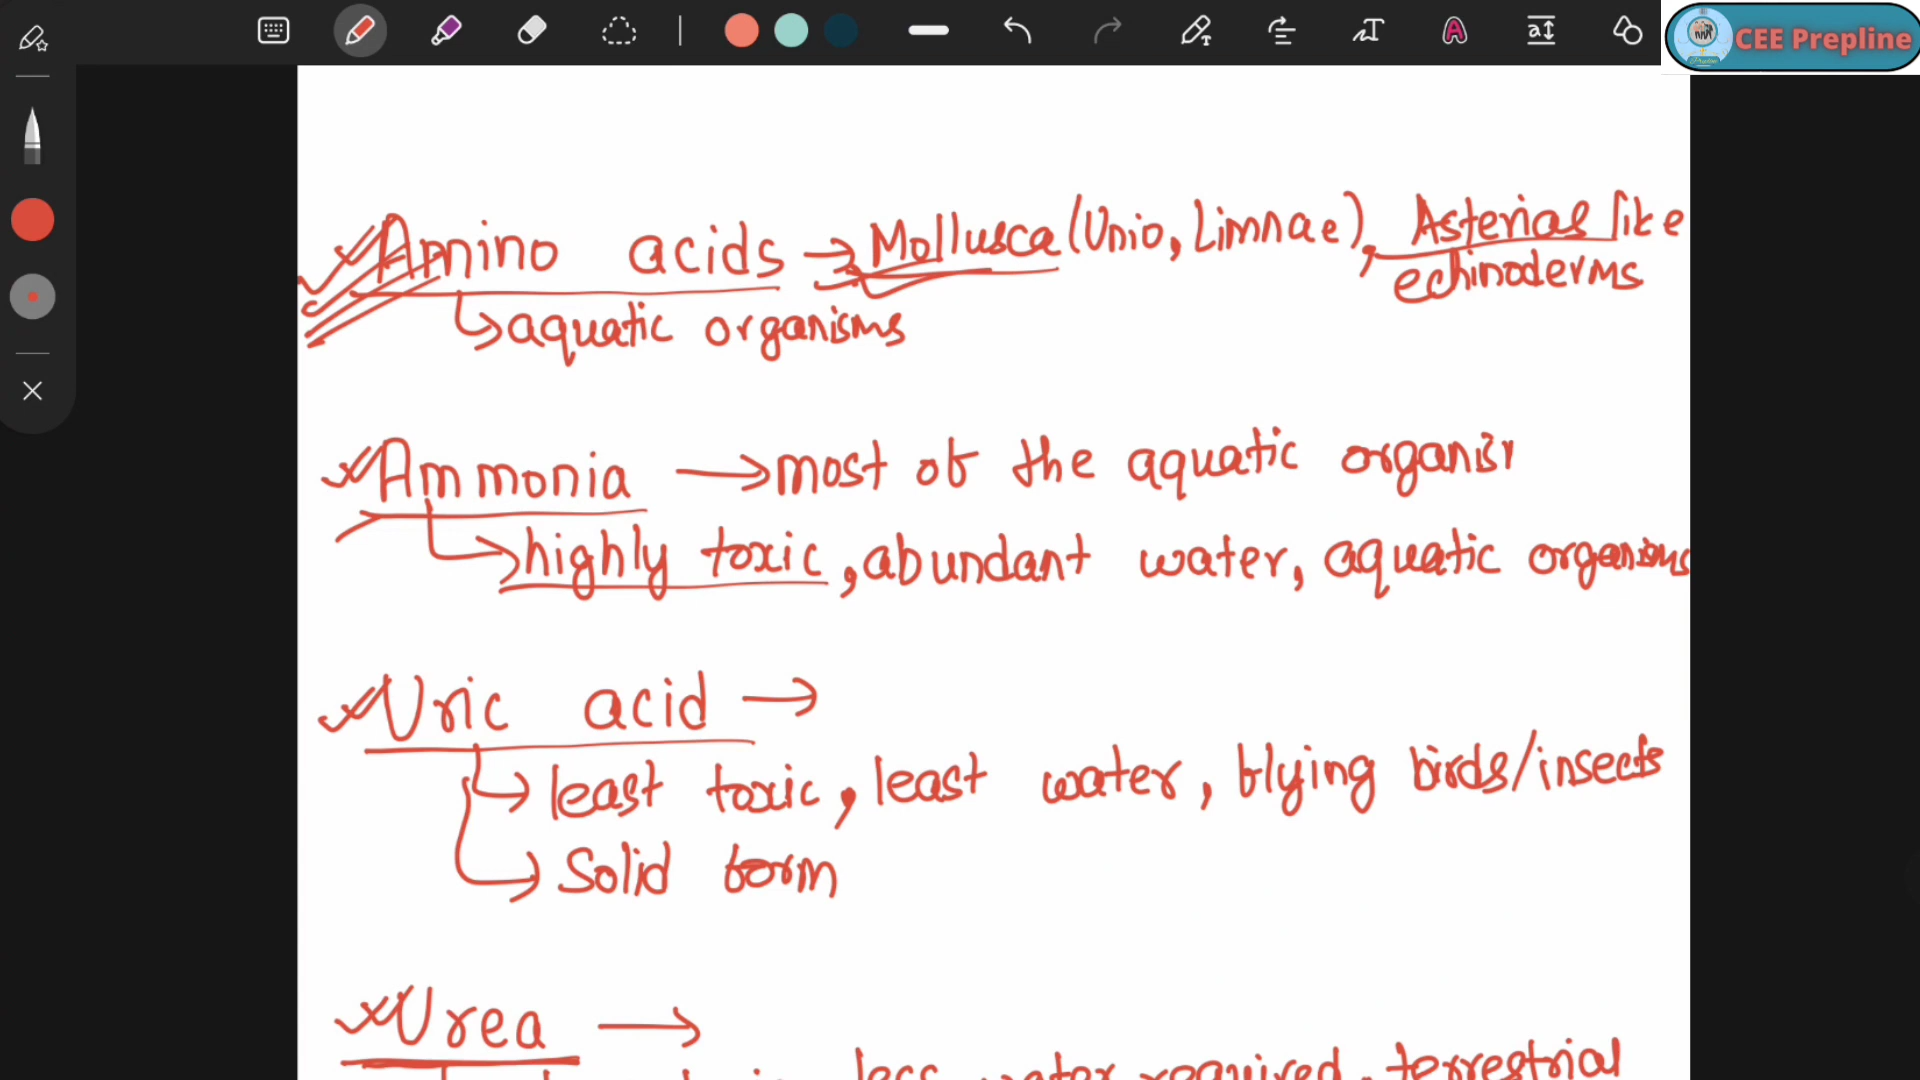 CEE Prepline
Amino acids → Mollusca (Unio, Limnae), Asterias like
echinoderms
↳ aquatic organisms
Ammonia → most of the aquatic organis
↳ highly toxic, abundant water, aquatic organisms
Uric acid →
↳ least toxic, least water, flying birds/insects
↳ Solid form
Urea →
less water required, terrestrial